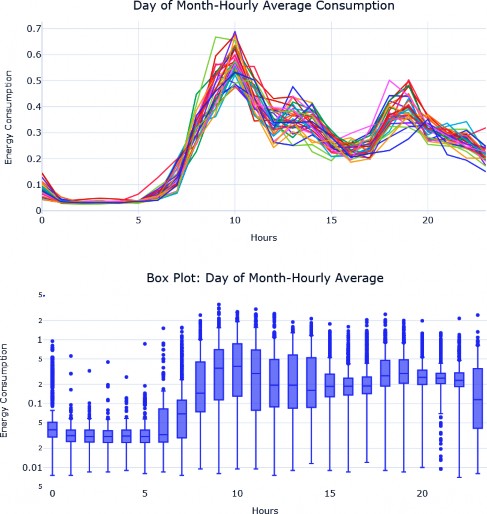 Day of Month-Hourly Average Consumption
Energy Consumption
0.7
0.6
0.5
0.4
0.3
0.2
0.1
0
0 5 10 15 20
Hours
Box Plot: Day of Month-Hourly Average
Energy Consumption
5
2
1
5
2
0.1
5
2
0.01
5
0 5 10 15 20
Hours